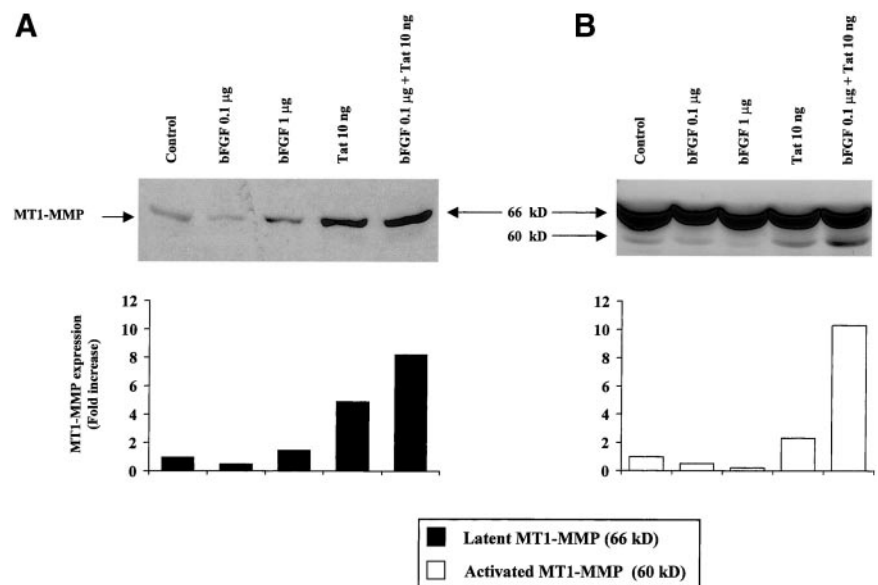 A
B
Control
bFGF 0.1 µg
bFGF 1 µg
Tat 10 ng
bFGF 0.1 µg + Tat 10 ng
Control
bFGF 0.1 µg
bFGF 1 µg
Tat 10 ng
bFGF 0.1 µg + Tat 10 ng
MT1-MMP
66 kD
60 kD
MT1-MMP expression
(Fold increase)
12
10
8
6
4
2
0
12
10
8
6
4
2
0
Latent MT1-MMP (66 kD)
Activated MT1-MMP (60 kD)